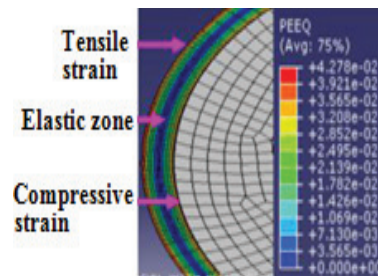 Tensile
strain
Elastic zone
Compressive
strain
PEEQ
(Avg: 75%)
+4.278e-02
+3.921e-02
+3.565e-02
+3.208e-02
+2.852e-02
+2.495e-02
+2.139e-02
+1.782e-02
+1.426e-02
+1.069e-02
+7.130e-03
+3.565e-03
+0.000e+00